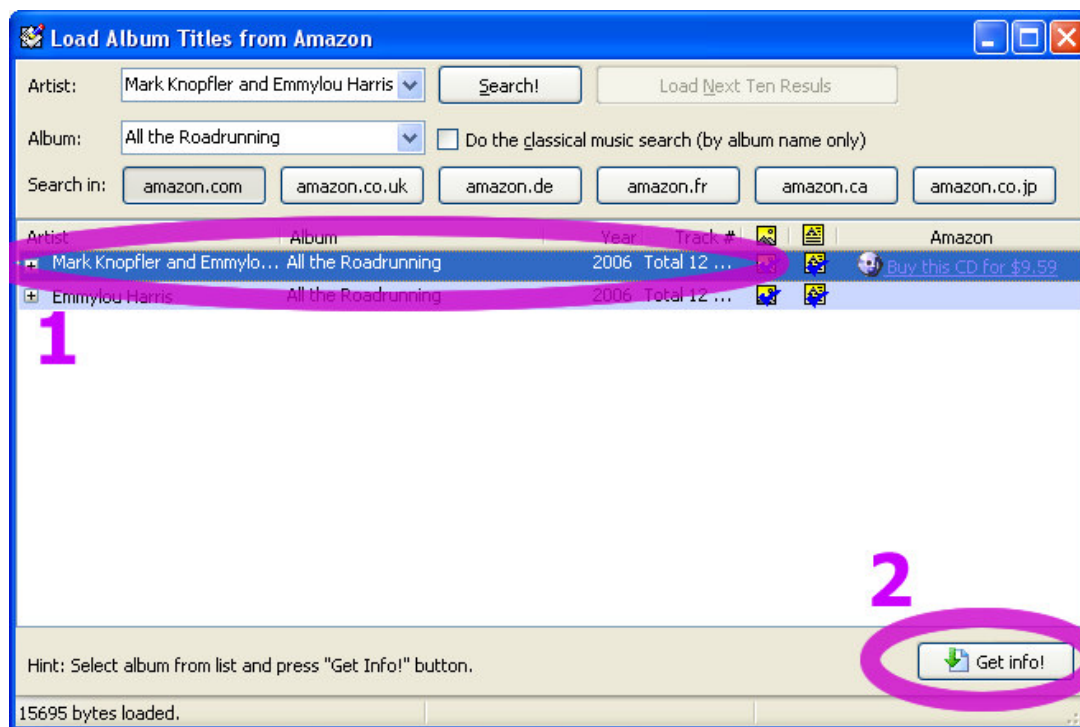 Load Album Titles from Amazon
Artist: Mark Knopfler and Emmylou Harris Search! Load Next Ten Resuls
Album: All the Roadrunning Do the classical music search (by album name only)
Search in: amazon.com amazon.co.uk amazon.de amazon.fr amazon.ca amazon.co.jp
Artist Album Year Track # Amazon
Mark Knopfler and Emmylo... All the Roadrunning 2006 Total 12 ... Buy this CD for $9.59
Emmylou Harris All the Roadrunning 2006 Total 12 ...
1
2
Hint: Select album from list and press "Get Info!" button. Get info!
15695 bytes loaded.